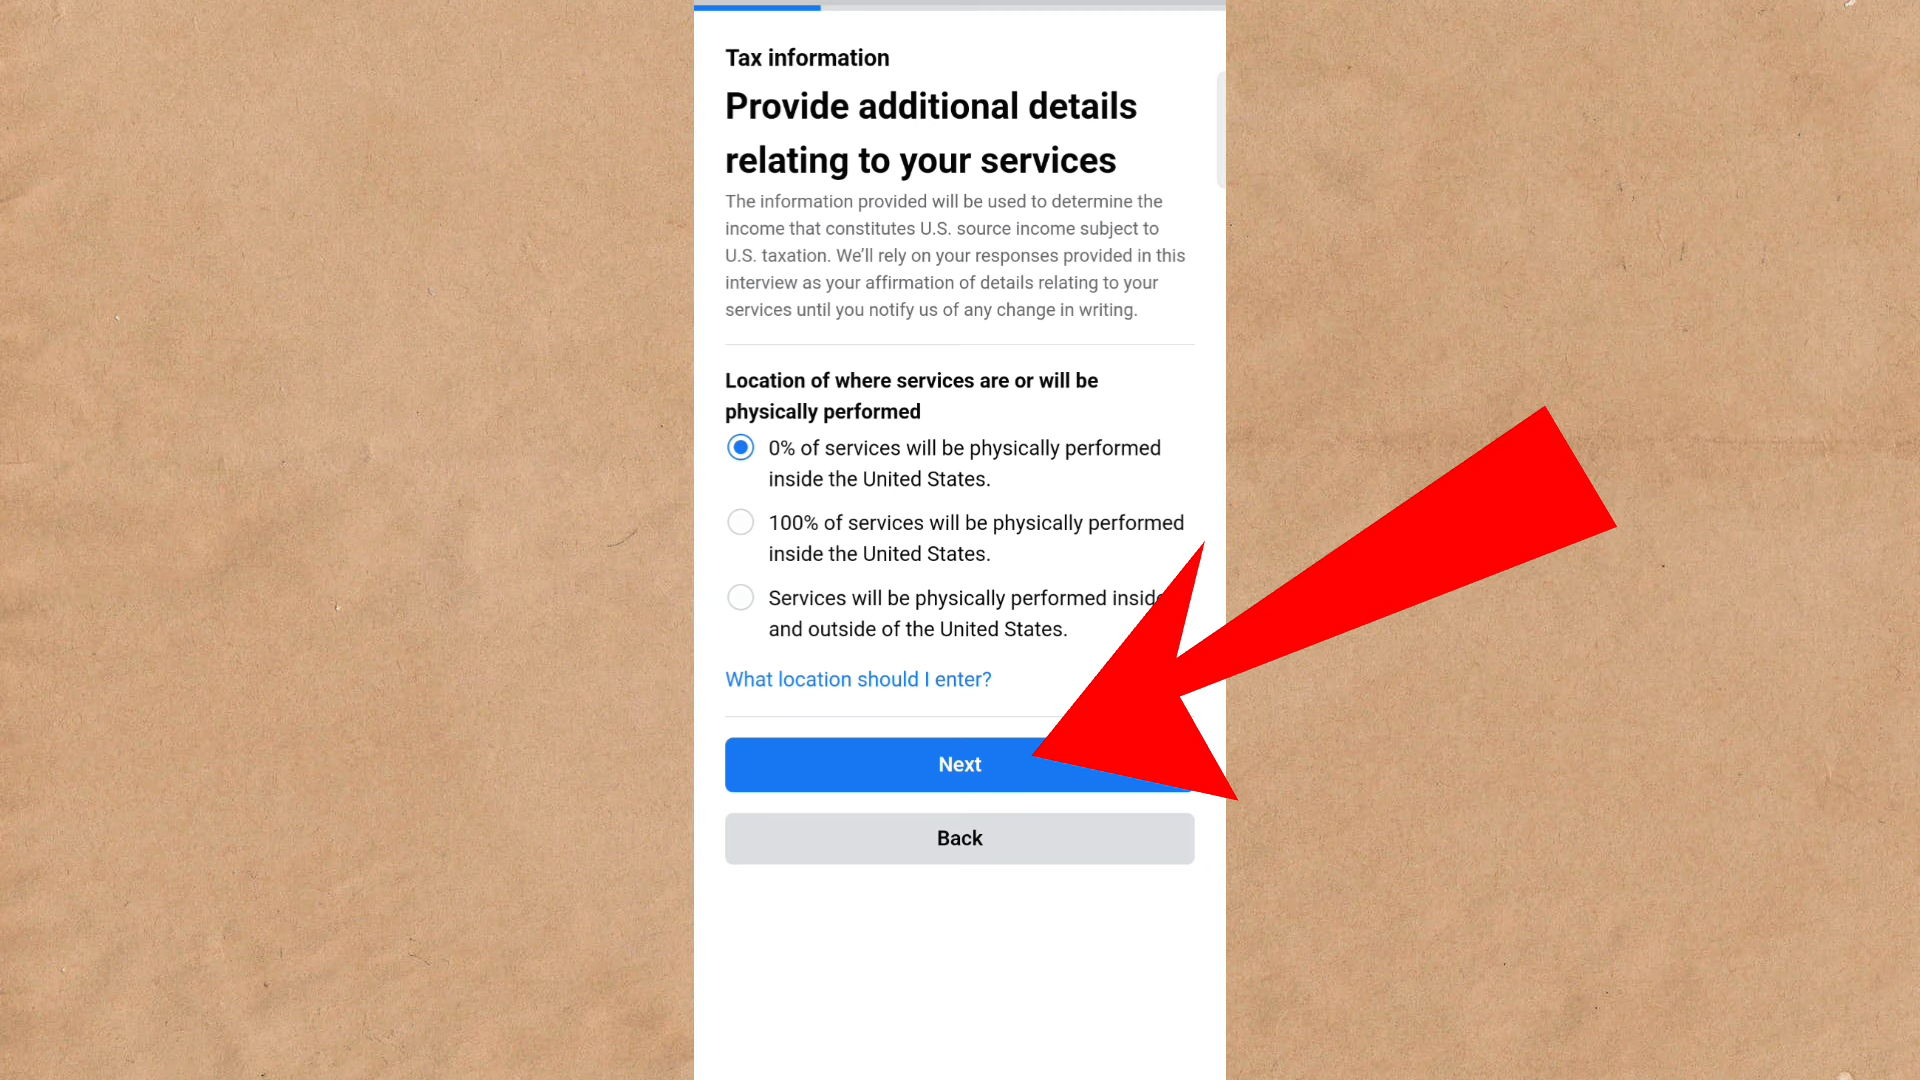 Tax information
Provide additional details
relating to your services
The information provided will be used to determine the
income that constitutes U.S. source income subject to
U.S. taxation. We’ll rely on your responses provided in this
interview as your affirmation of details relating to your
services until you notify us of any change in writing.
Location of where services are or will be
physically performed
0% of services will be physically performed
inside the United States.
100% of services will be physically performed
inside the United States.
Services will be physically performed inside
and outside of the United States.
What location should I enter?
Next
Back